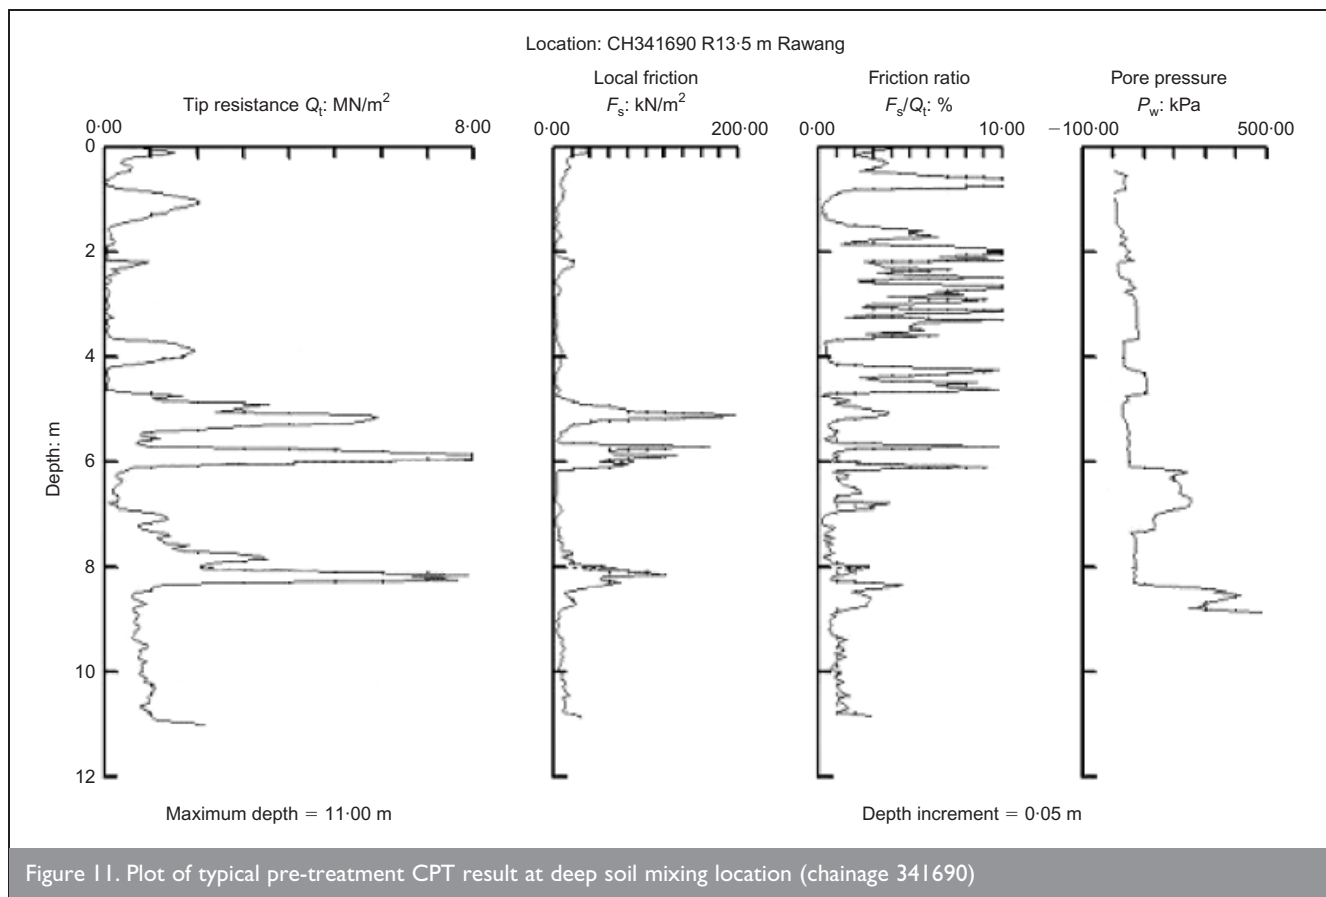 Location: CH341690 R13·5 m Rawang
Tip resistance Qt: MN/m2
0·00 8·00
Local friction
Fs: kN/m2
0·00 200·00
Friction ratio
Fs/Qt: %
0·00 10·00
Pore pressure
Pw: kPa
−100·00 500·00
Depth: m
0
2
4
6
8
10
12
Maximum depth = 11·00 m
Depth increment = 0·05 m
Figure 11. Plot of typical pre-treatment CPT result at deep soil mixing location (chainage 341690)